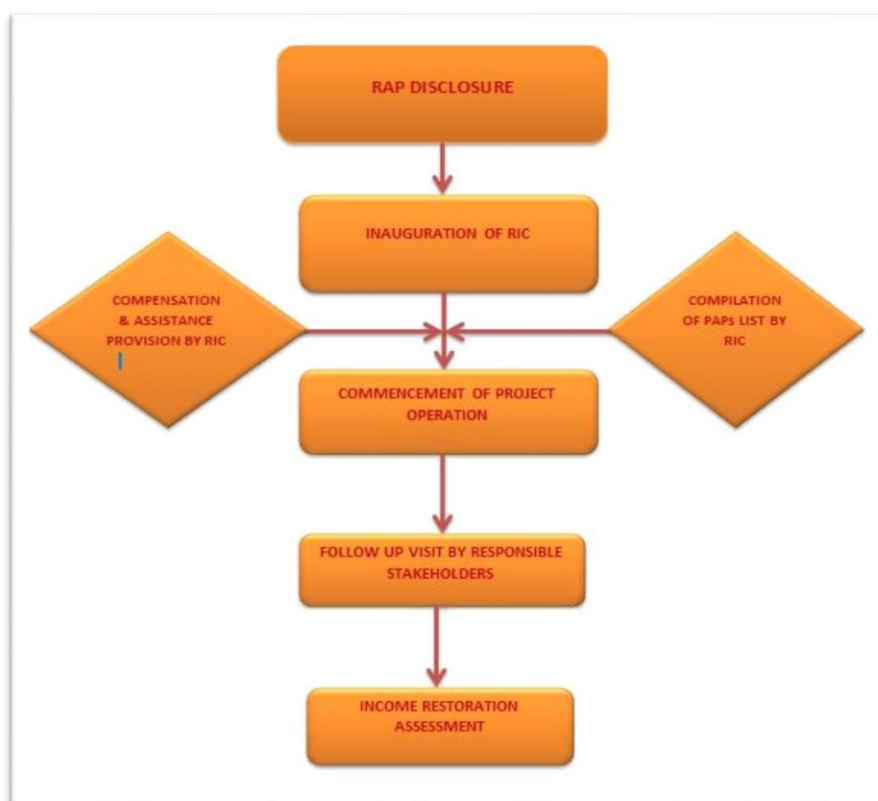 RAP DISCLOSURE
INAUGURATION OF RIC
COMPENSATION
& ASSISTANCE
PROVISION BY RIC
COMPILATION
OF PAPs LIST BY
RIC
COMMENCEMENT OF PROJECT
OPERATION
FOLLOW UP VISIT BY RESPONSIBLE
STAKEHOLDERS
INCOME RESTORATION
ASSESSMENT